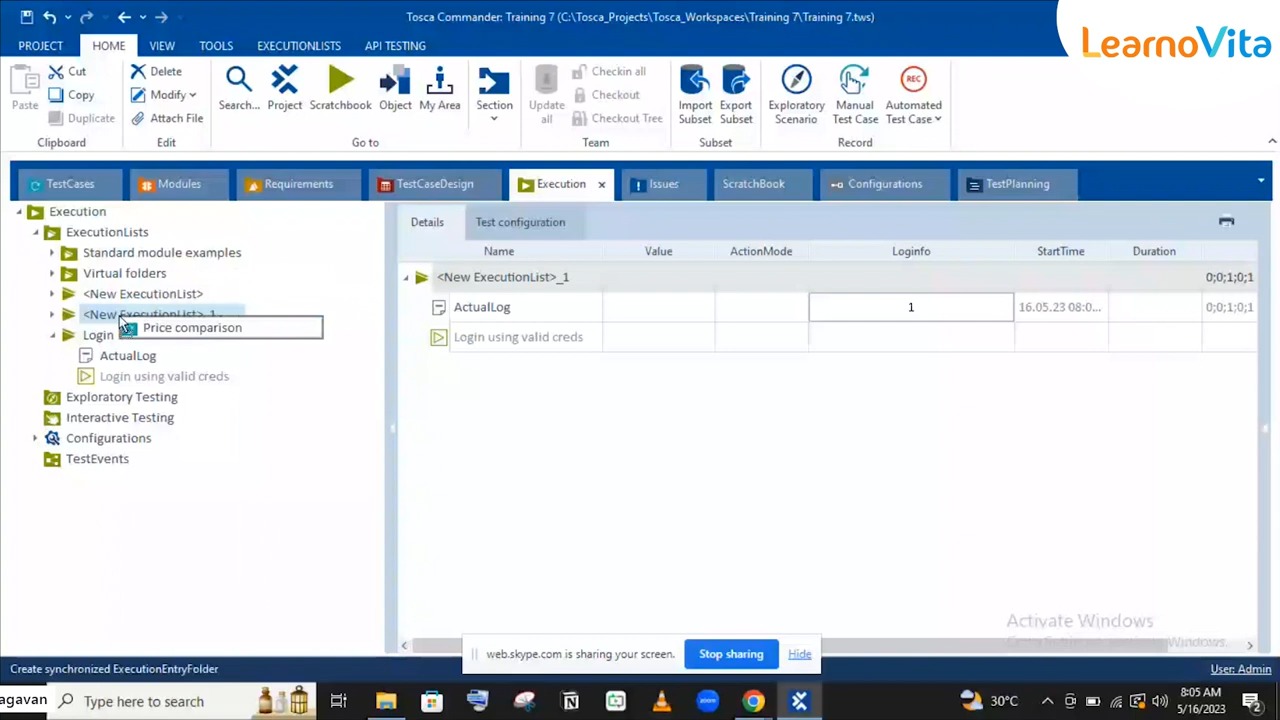 Tosca Commander: Training 7 (C:\Tosca_Projects\Tosca_Workspaces\Training 7\Training 7.tws)
LearnoVita
PROJECT HOME VIEW TOOLS EXECUTIONLISTS API TESTING
Paste
Cut
Copy
Duplicate
Clipboard
Delete
Modify
Attach File
Edit
Search...
Project
Scratchbook
Object
My Area
Go to
Section
Update all
Checkin all
Checkout
Checkout Tree
Team
Import Subset
Export Subset
Subset
Exploratory Scenario
Manual Test Case
REC
Automated Test Case
Record
TestCases Modules Requirements TestCaseDesign Execution x Issues ScratchBook Configurations TestPlanning
Execution
ExecutionLists
Standard module examples
Virtual folders
<New ExecutionList>
<New ExecutionList>_1
Price comparison
Login
ActualLog
Login using valid creds
Exploratory Testing
Interactive Testing
Configurations
TestEvents
Details Test configuration
Name Value ActionMode Loginfo StartTime Duration
<New ExecutionList>_1 0;0;1;0;1
ActualLog 1 16.05.23 08:0... 0;0;1;0;1
Login using valid creds
Activate Windows
web.skype.com is sharing your screen. Stop sharing Hide
Create synchronized ExecutionEntryFolder
User: Admin
agavan
Type here to search
30°C
8:05 AM
5/16/2023
2